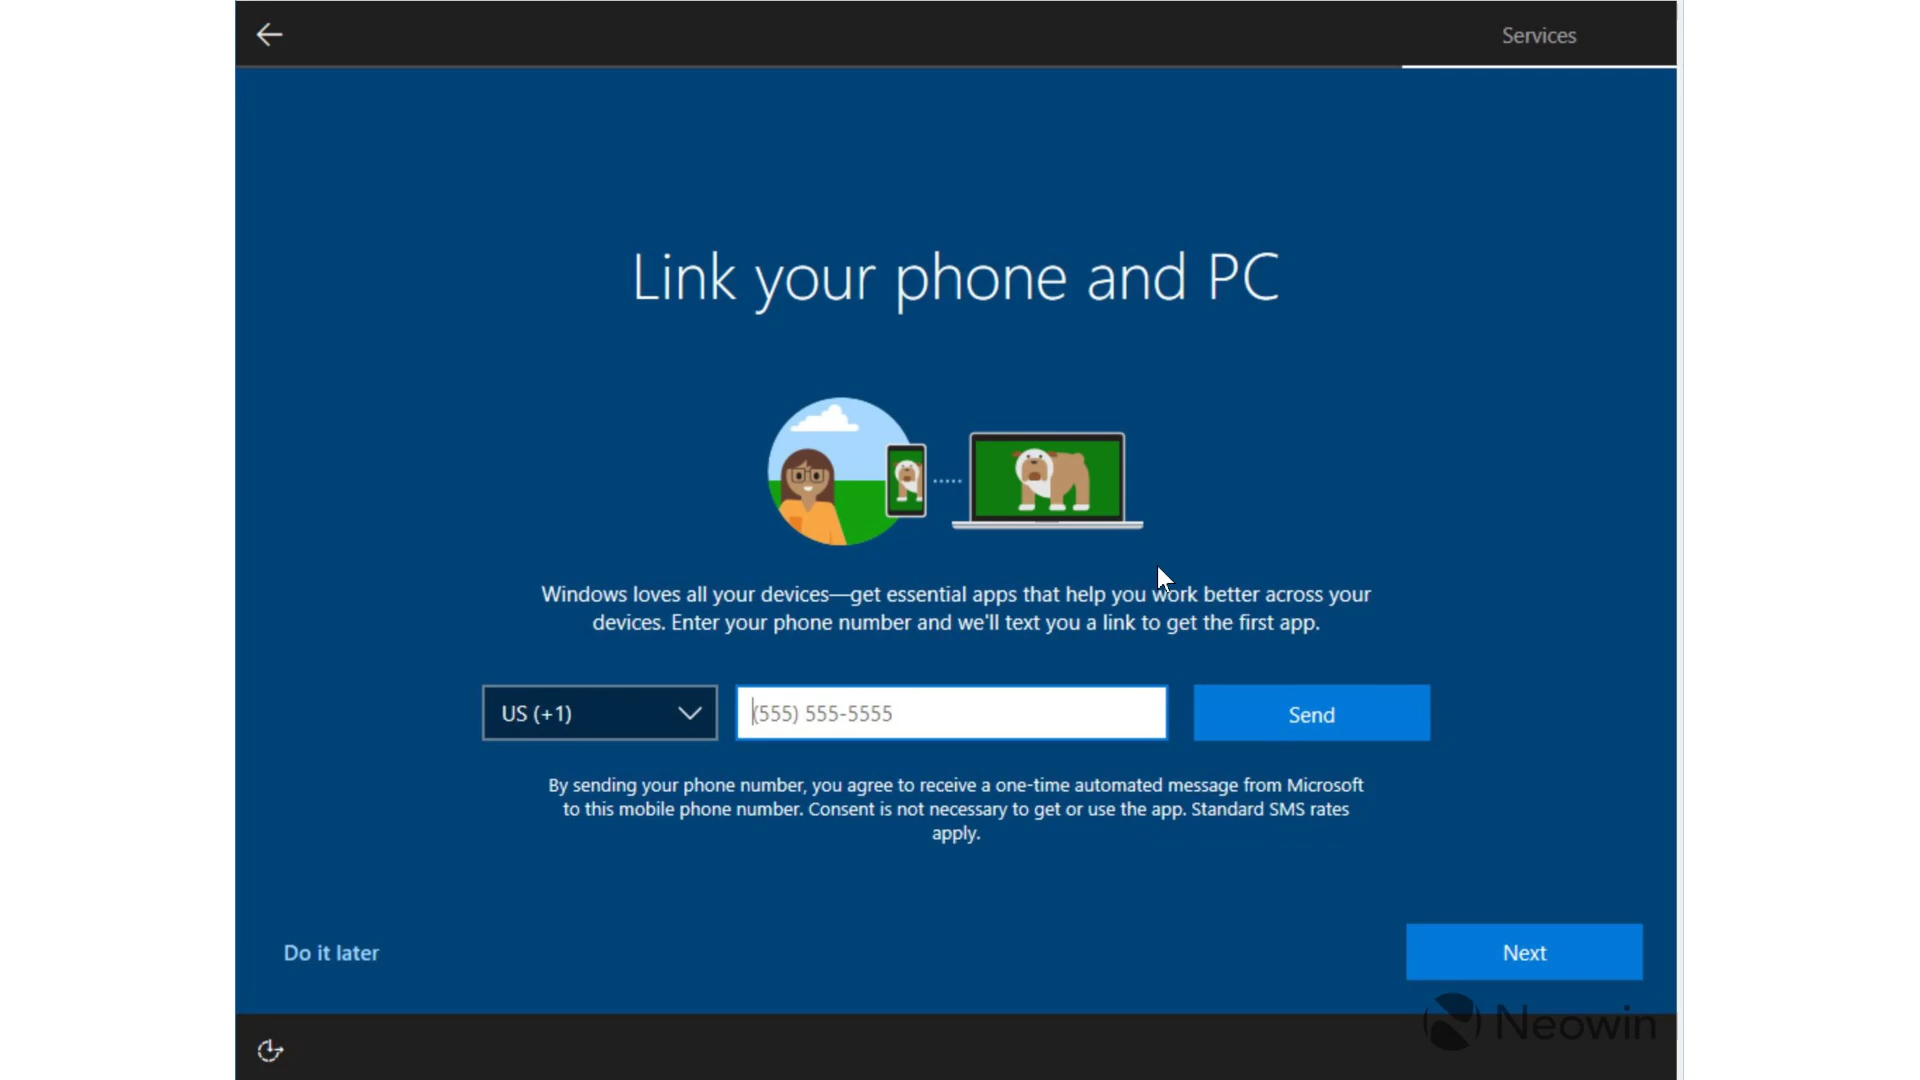 Services
Link your phone and PC
Windows loves all your devices—get essential apps that help you work better across your
devices. Enter your phone number and we'll text you a link to get the first app.
US (+1)
(555) 555-5555
Send
By sending your phone number, you agree to receive a one-time automated message from Microsoft
to this mobile phone number. Consent is not necessary to get or use the app. Standard SMS rates
apply.
Do it later
Next
Neowin